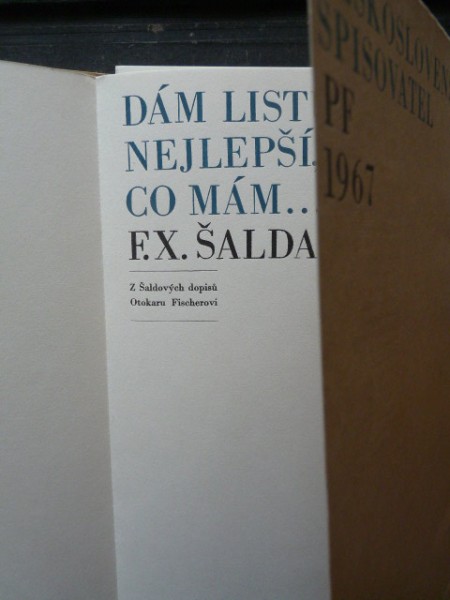 DÁM LIST
NEJLEPŠÍ,
CO MÁM...
F. X. ŠALDA
Z Šaldových dopisů
Otokaru Fischerovi
SPISOVATEL
PF
1967